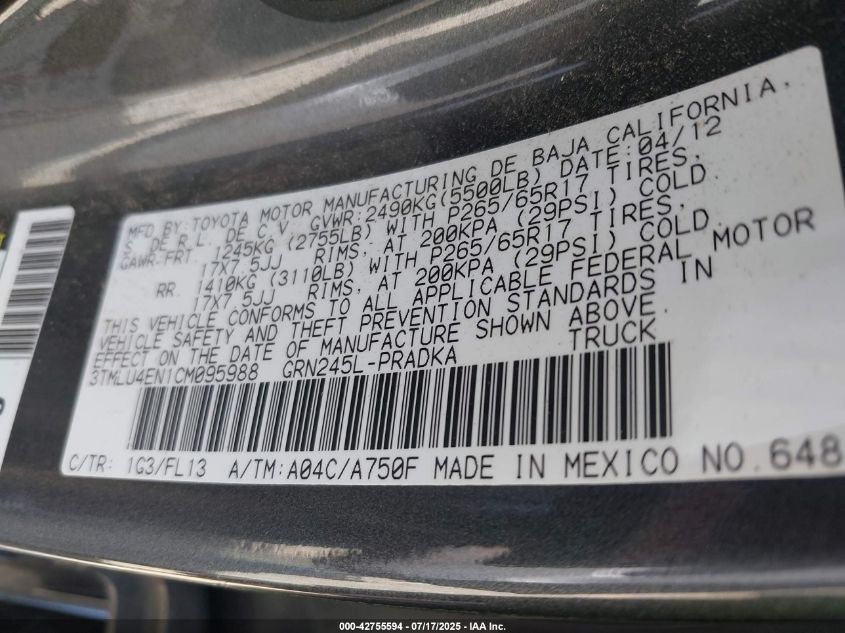 MFD BY: TOYOTA MOTOR MANUFACTURING DE BAJA CALIFORNIA,
S. DE R.L. DE C.V. GVWR: 2490KG(5500LB) DATE: 04/12
GAWR-FRT. 1245KG (2755LB) WITH P265/65R17 TIRES,
17X7.5JJ RIMS, AT 200KPA (29PSI) COLD.
RR. 1410KG (3110LB) WITH P265/65R17 TIRES,
17X7.5JJ RIMS, AT 200KPA (29PSI) COLD.
THIS VEHICLE CONFORMS TO ALL APPLICABLE FEDERAL MOTOR
VEHICLE SAFETY AND THEFT PREVENTION STANDARDS IN
EFFECT ON THE DATE OF MANUFACTURE SHOWN ABOVE.
3TMLU4EN1CM095988 GRN245L-PRADKA TRUCK
C/TR: 1G3/FL13 A/TM: A04C/A750F MADE IN MEXICO NO.648
000-42755594 / 07/17/2025 - IAA Inc.